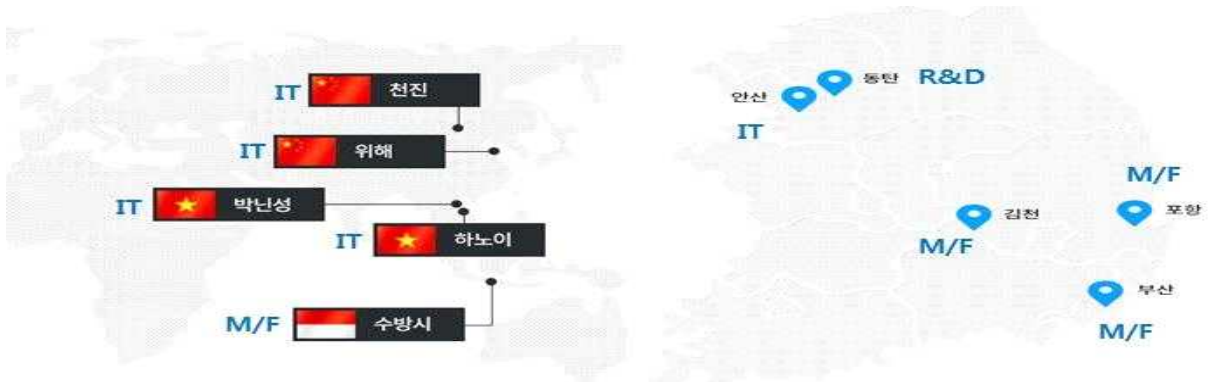 IT 천진
IT 위해
IT 박닌성
IT 하노이
M/F 수방시
동탄 R&D
안산
IT
M/F
포항
김천
M/F
부산
M/F